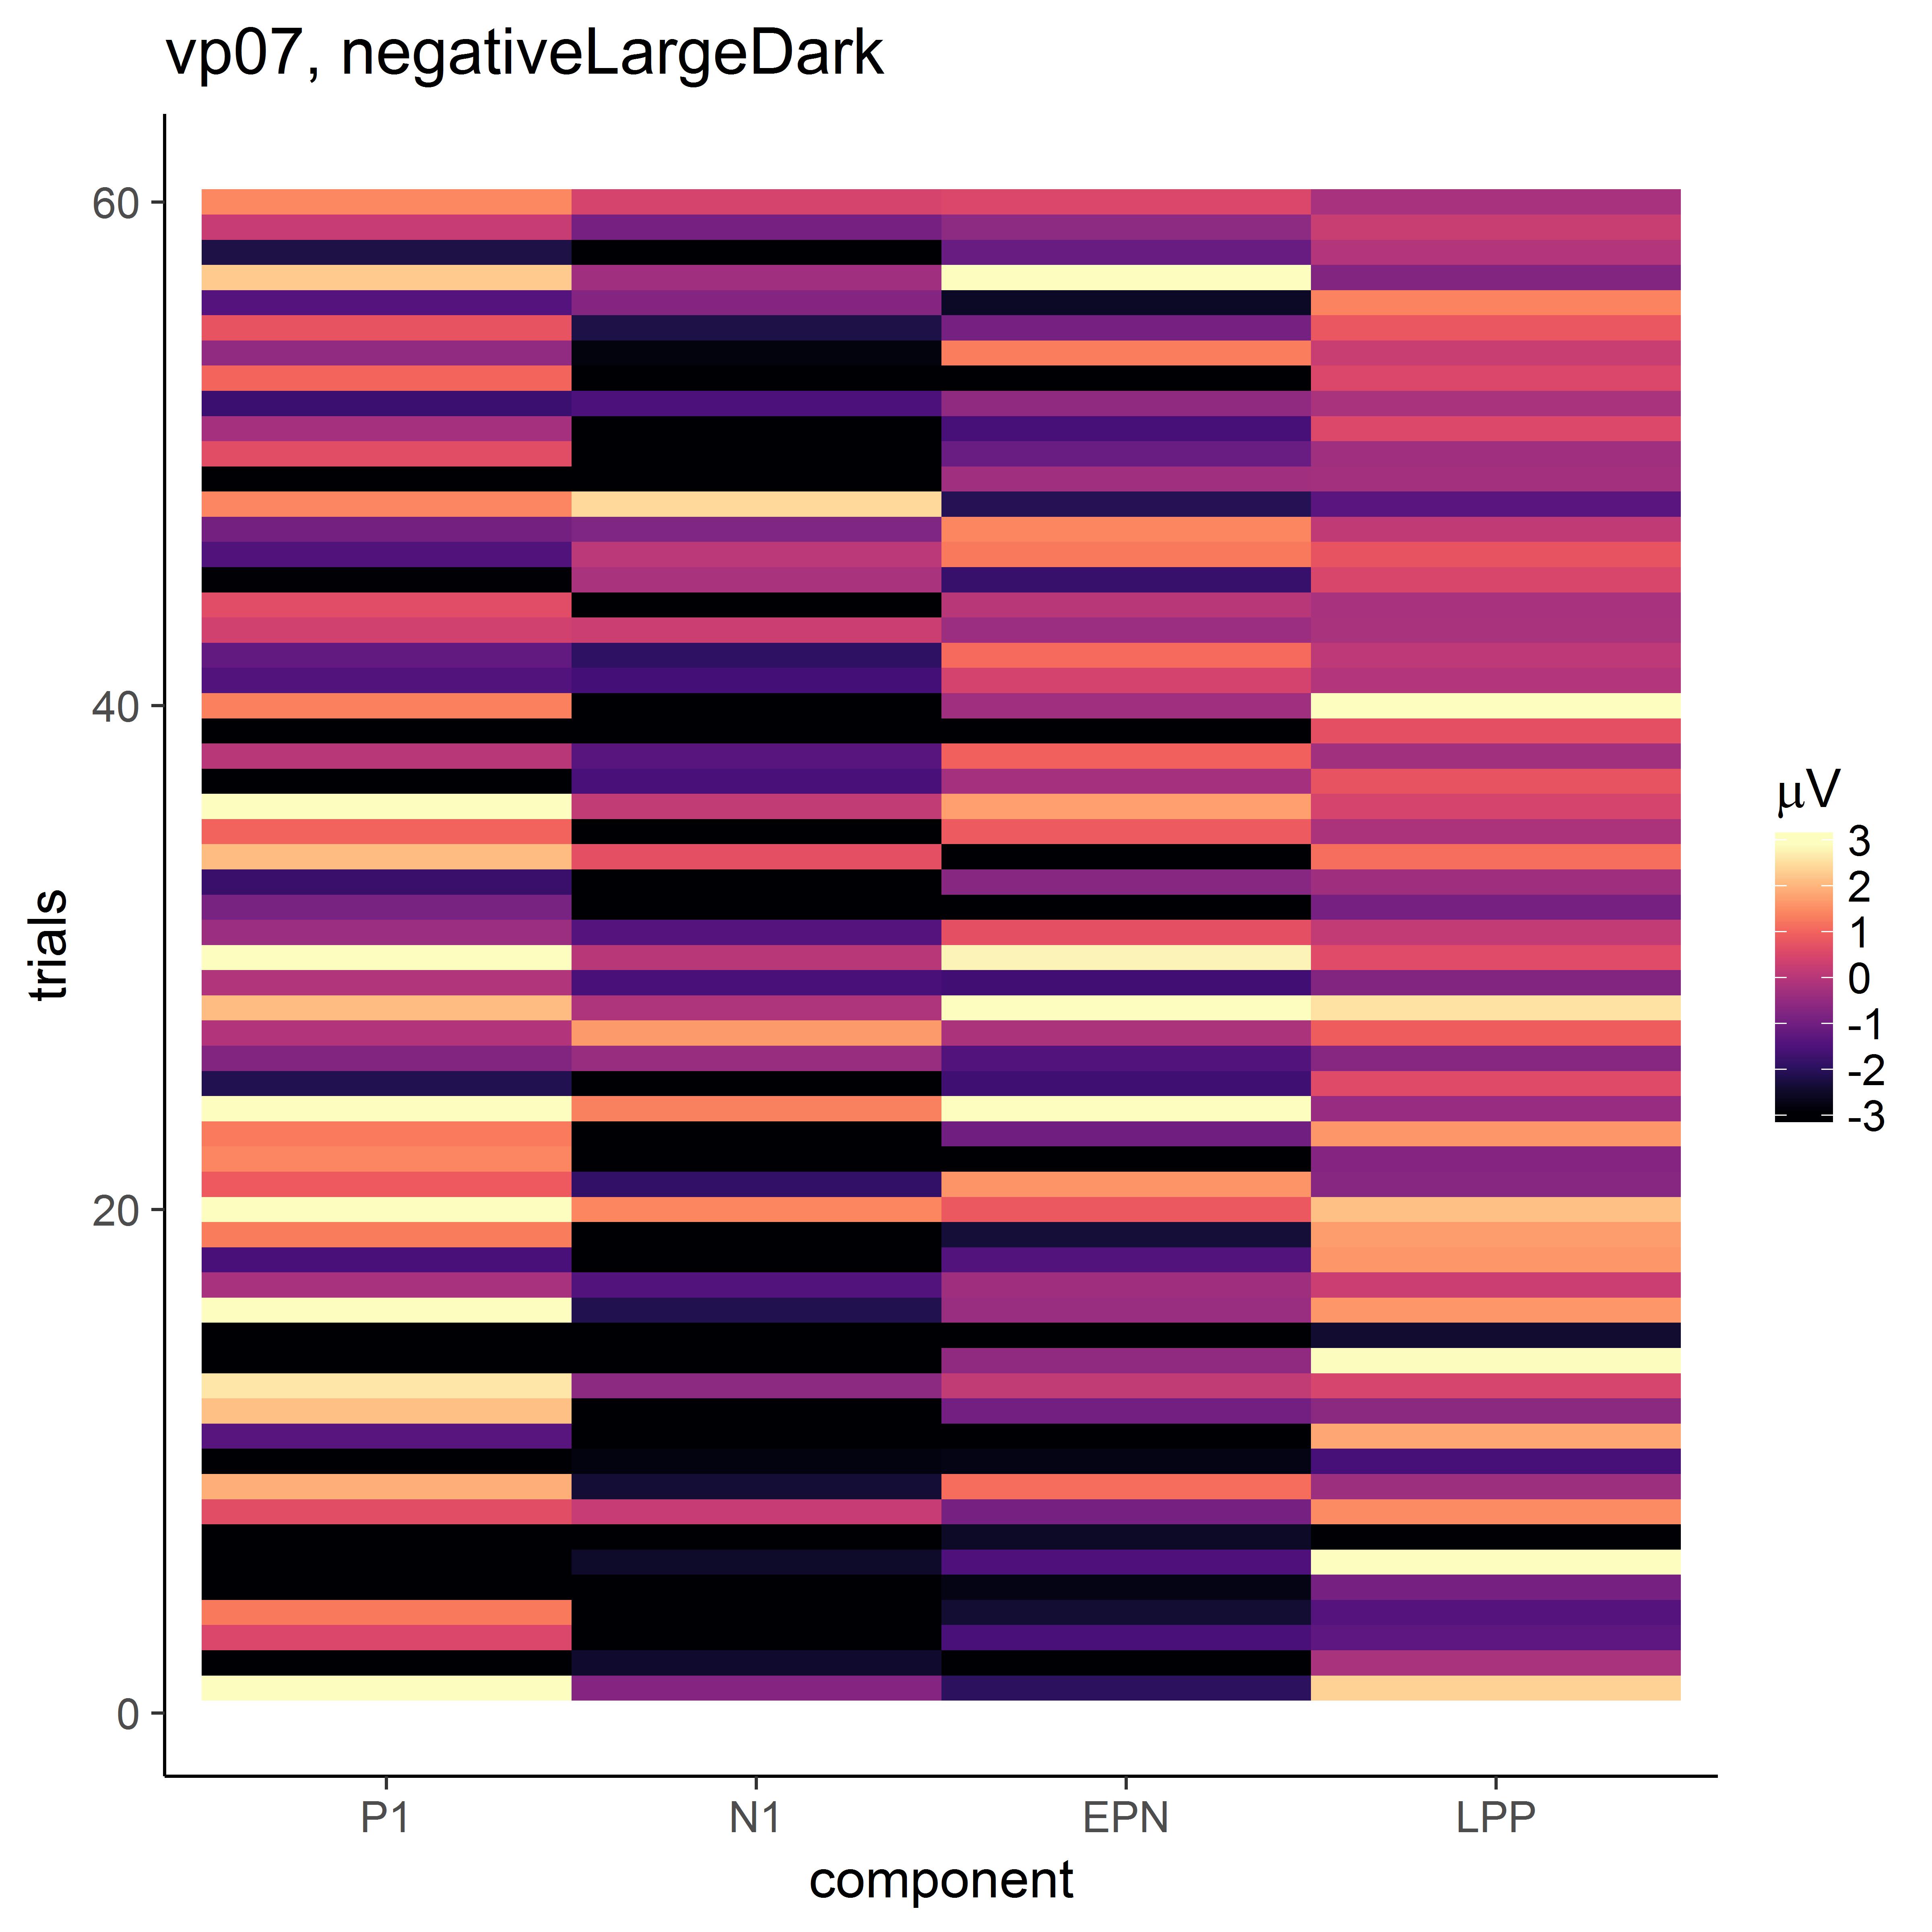 vp07, negativeLargeDark
60
40
20
0
trials
P1 N1 EPN LPP
component
μV
3
2
1
0
-1
-2
-3